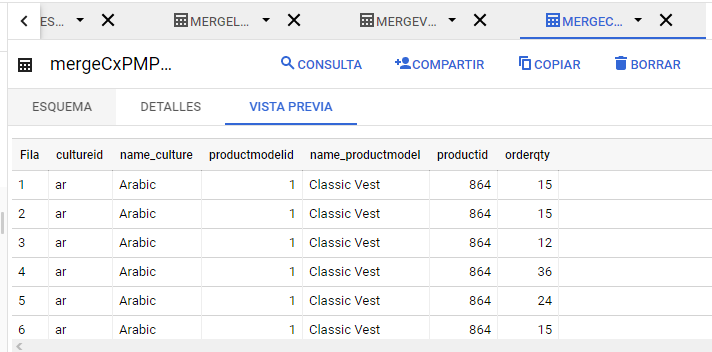 ES... MERGEL... MERGEV... MERGEC...
mergeCxPMP... CONSULTA COMPARTIR COPIAR BORRAR
ESQUEMA DETALLES VISTA PREVIA
Fila cultureid name_culture productmodelid name_productmodel productid orderqty
1 ar Arabic 1 Classic Vest 864 15
2 ar Arabic 1 Classic Vest 864 15
3 ar Arabic 1 Classic Vest 864 12
4 ar Arabic 1 Classic Vest 864 36
5 ar Arabic 1 Classic Vest 864 24
6 ar Arabic 1 Classic Vest 864 15